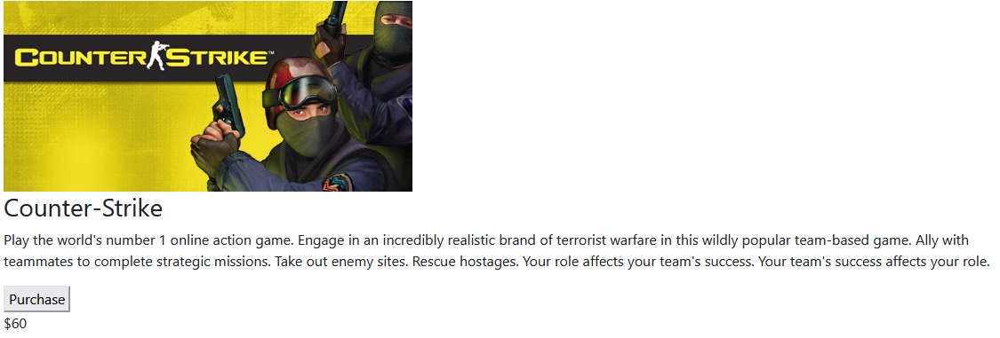 COUNTER STRIKE™
Counter-Strike
Play the world's number 1 online action game. Engage in an incredibly realistic brand of terrorist warfare in this wildly popular team-based game. Ally with
teammates to complete strategic missions. Take out enemy sites. Rescue hostages. Your role affects your team's success. Your team's success affects your role.
Purchase
$60